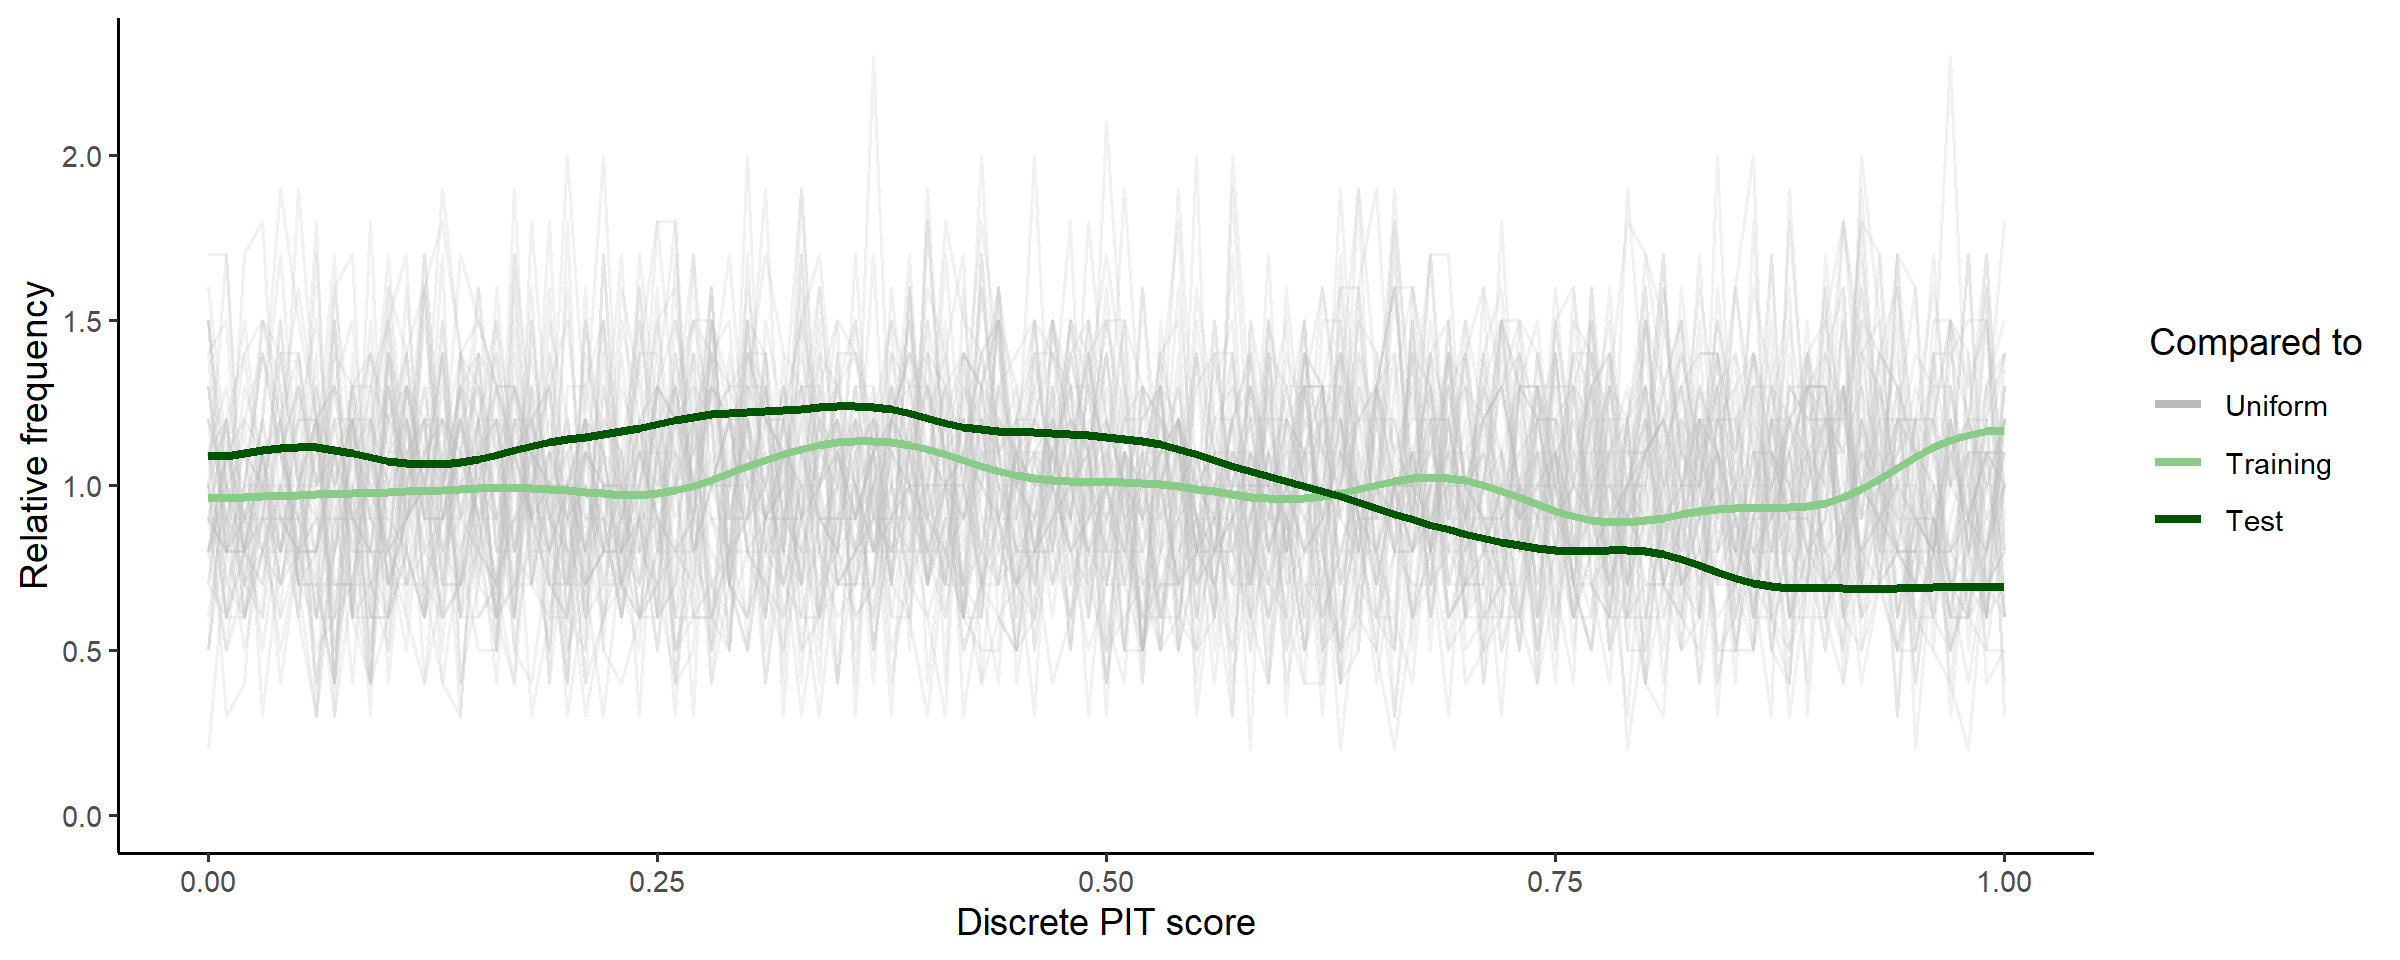 Relative frequency
2.0
1.5
1.0
0.5
0.0
0.00
0.25
0.50
0.75
1.00
Discrete PIT score
Compared to
Uniform
Training
Test